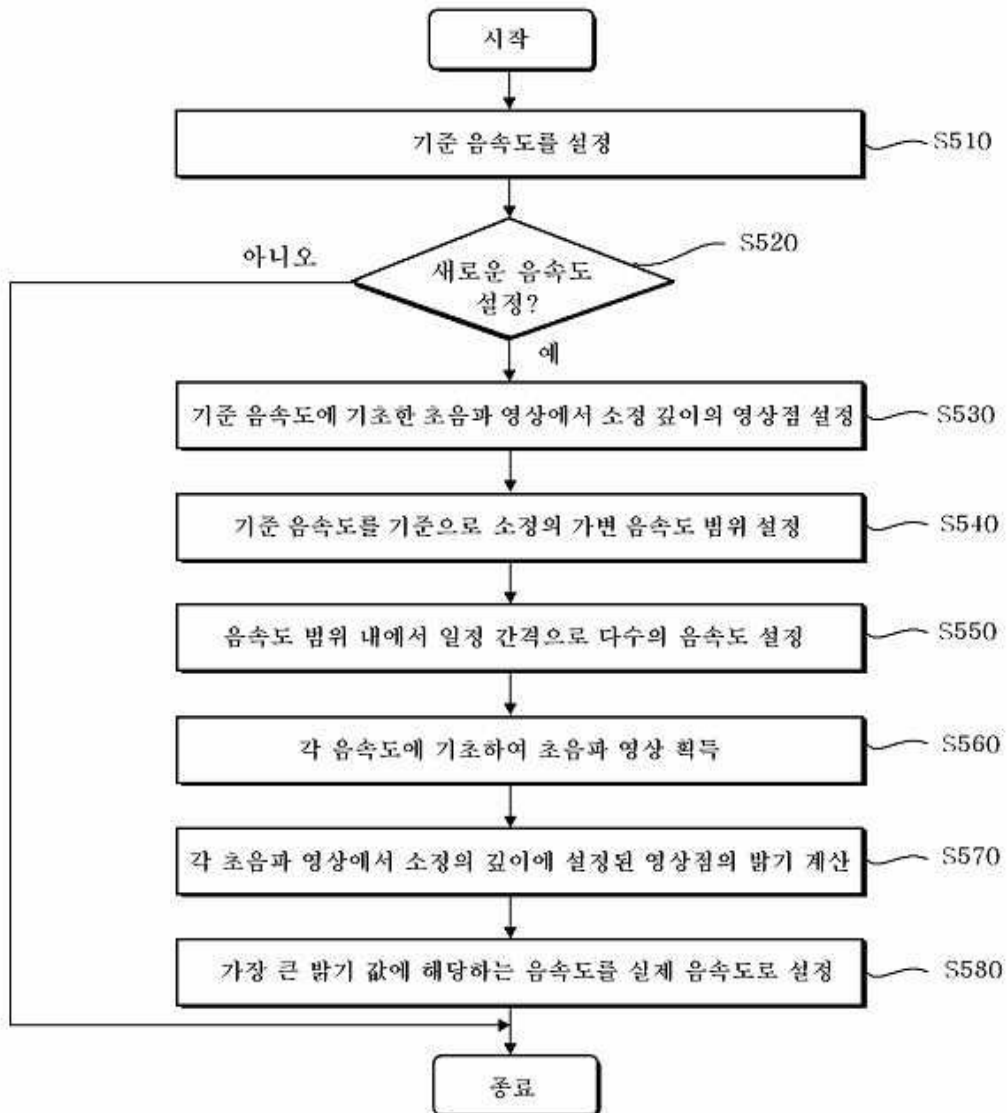 시작
기준 음속도를 설정
S510
아니오
새로운 음속도
설정?
S520
예
기준 음속도에 기초한 초음파 영상에서 소정 깊이의 영상점 설정
S530
기준 음속도를 기준으로 소정의 가변 음속도 범위 설정
S540
음속도 범위 내에서 일정 간격으로 다수의 음속도 설정
S550
각 음속도에 기초하여 초음파 영상 획득
S560
각 초음파 영상에서 소정의 깊이에 설정된 영상점의 밝기 계산
S570
가장 큰 밝기 값에 해당하는 음속도를 실제 음속도로 설정
S580
종료